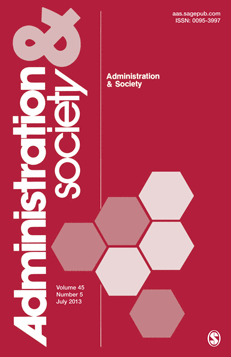 aas.sagepub.com
ISSN: 0095-3997
Administration &
society
Administration
& Society
Volume 45
Number 5
July 2013
S